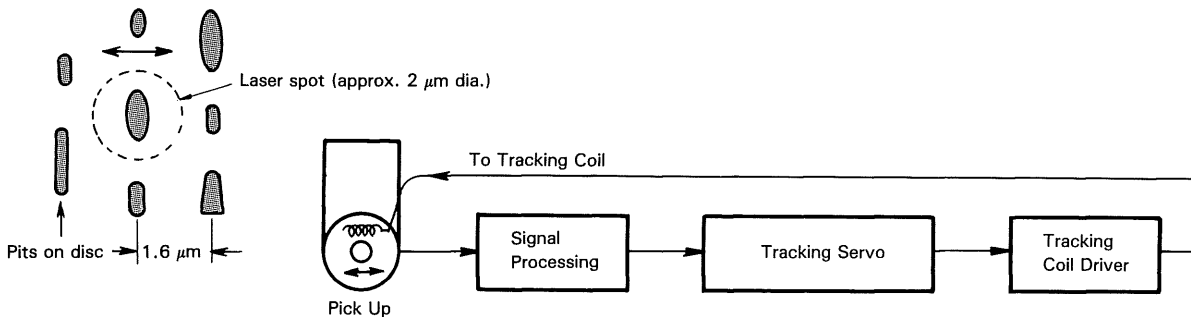 Laser spot (approx. 2 μm dia.)
To Tracking Coil
Pits on disc
1.6 μm
Signal
Processing
Tracking Servo
Tracking
Coil Driver
Pick Up